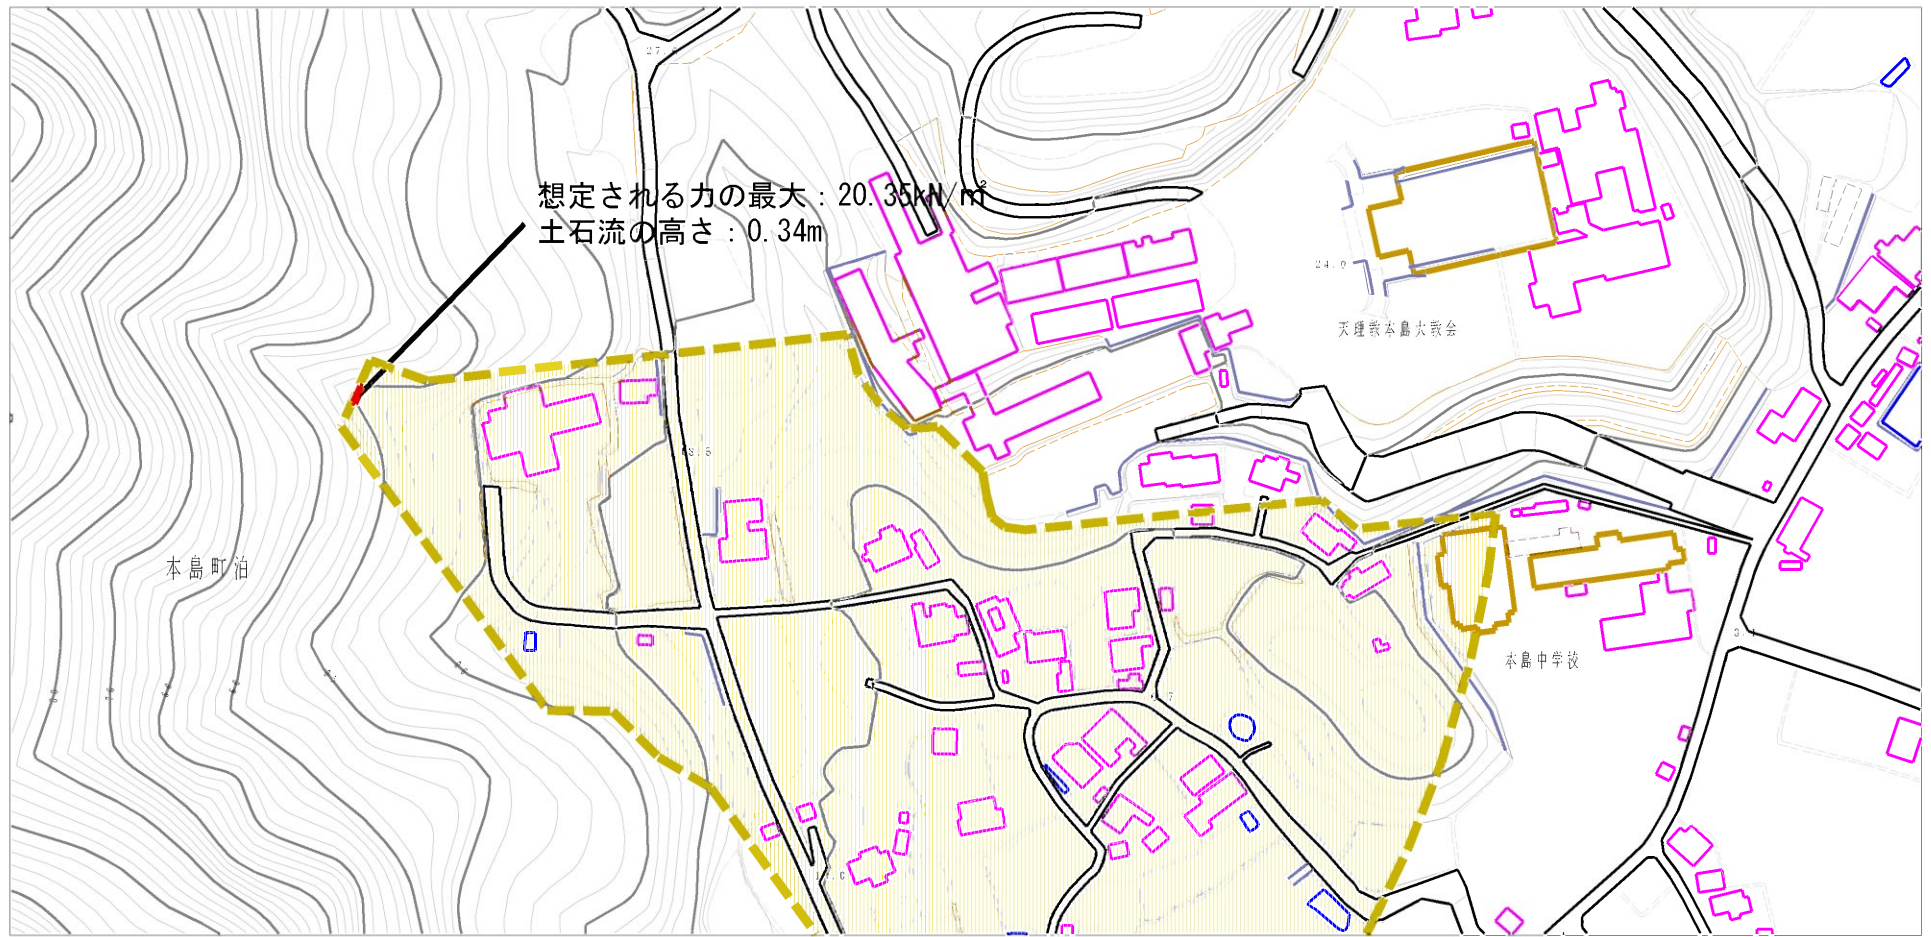 想定される力の最大：20.35kN/㎡
土石流の高さ：0.34m
天理教本島大教会
本島町泊
本島中学校